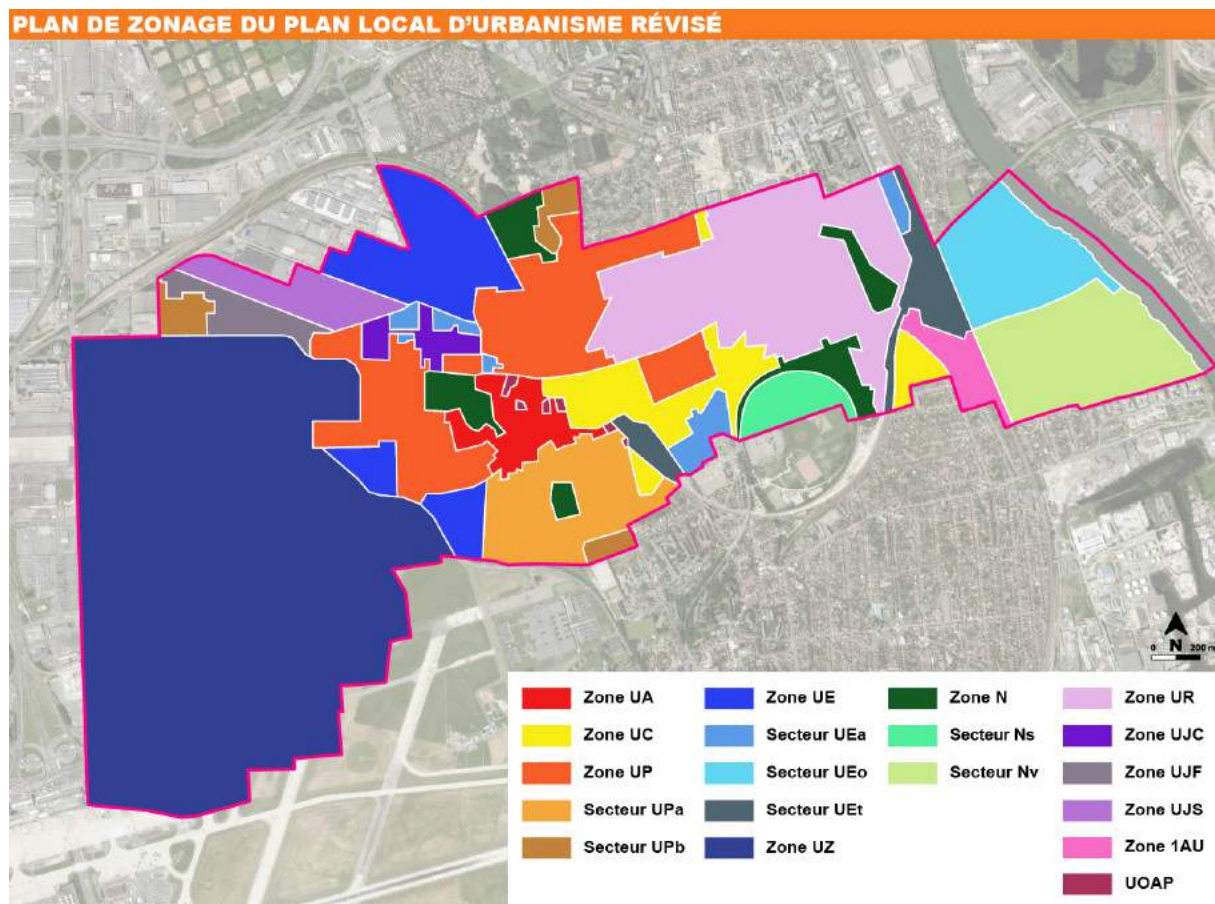 PLAN DE ZONAGE DU PLAN LOCAL D'URBANISME RÉVISÉ
0 N 200 m
Zone UA
Zone UC
Zone UP
Secteur UPa
Secteur UPb
Zone UE
Secteur UEa
Secteur UEo
Secteur UEt
Zone UZ
Zone N
Secteur Ns
Secteur Nv
Zone UR
Zone UJC
Zone UJF
Zone UJS
Zone 1AU
UOAP